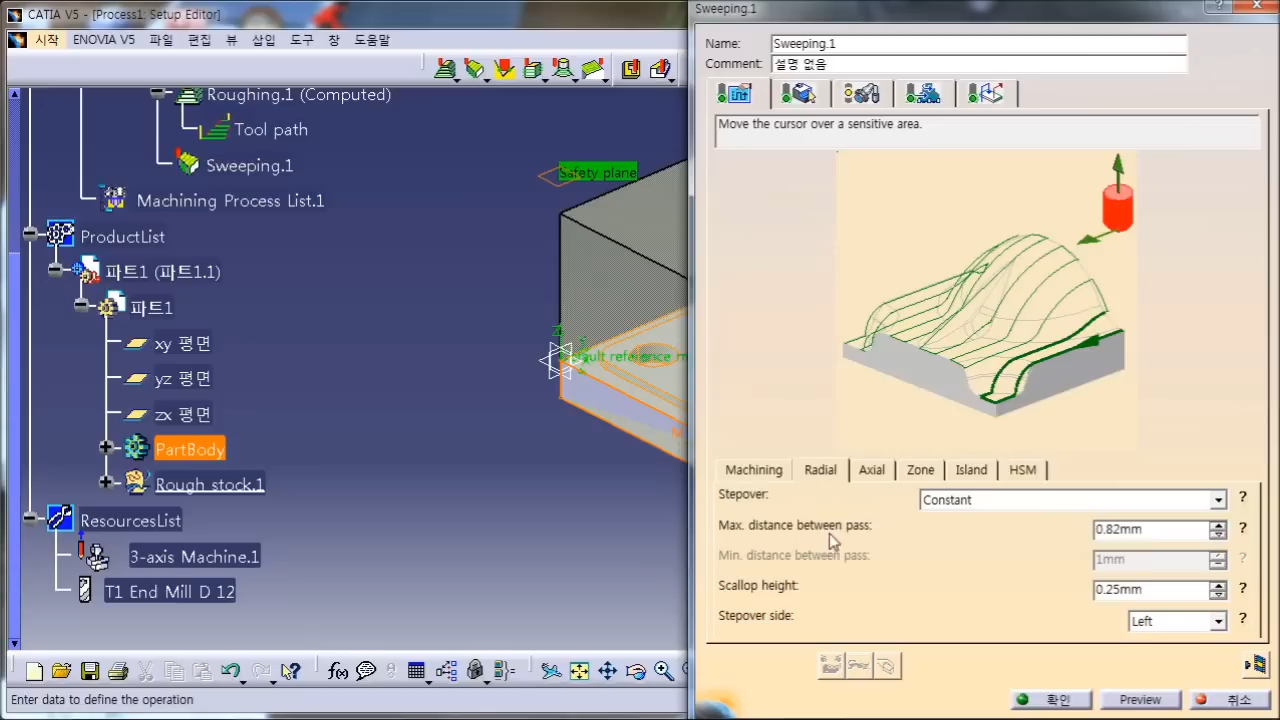 CATIA V5 - [Process1: Setup Editor]
시작 ENOVIA V5 파일 편집 뷰 삽입 도구 창 도움말
Roughing.1 (Computed)
Tool path
Sweeping.1
Machining Process List.1
ProductList
파트1 (파트1.1)
파트1
xy 평면
yz 평면
zx 평면
PartBody
Rough stock.1
ResourcesList
3-axis Machine.1
T1 End Mill D 12
Safety plane
Z
Default reference m
M
f(x)
Enter data to define the operation
Sweeping.1
Name: Sweeping.1
Comment: 설명 없음
Move the cursor over a sensitive area.
Machining Radial Axial Zone Island HSM
Stepover: Constant ?
Max. distance between pass: 0.82mm ?
Min. distance between pass: 1mm ?
Scallop height: 0.25mm ?
Stepover side: Left ?
확인 Preview 취소